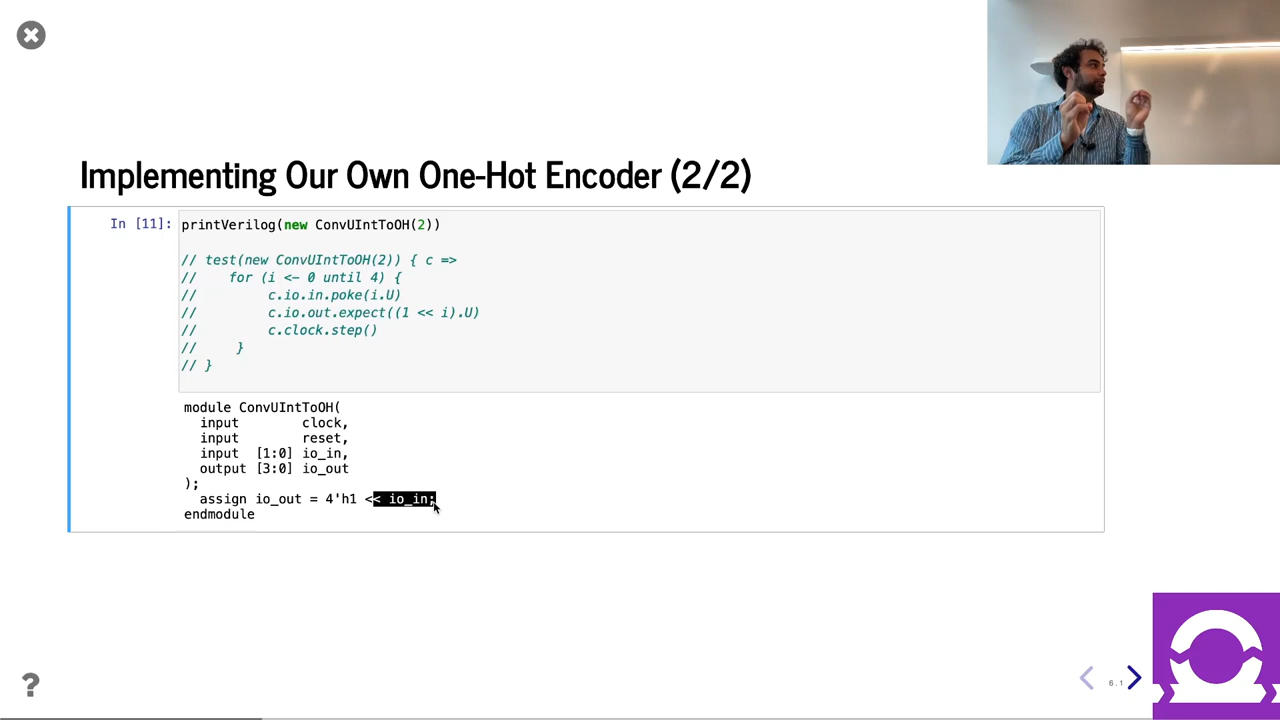 Implementing Our Own One-Hot Encoder (2/2)
In [11]:
printVerilog(new ConvUIntToOH(2))
// test(new ConvUIntToOH(2)) { c =>
//    for (i <- 0 until 4) {
//         c.io.in.poke(i.U)
//         c.io.out.expect((1 << i).U)
//         c.clock.step()
//     }
// }
module ConvUIntToOH(
  input        clock,
  input        reset,
  input  [1:0] io_in,
  output [3:0] io_out
);
  assign io_out = 4'h1 << io_in;
endmodule
?
6.1